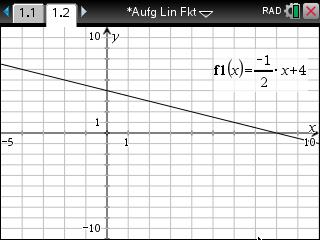 1.1 1.2 *Aufg Lin Fkt RAD
10 y
f1(x)=-1/2·x+4
1
x
-5 1 10
-10